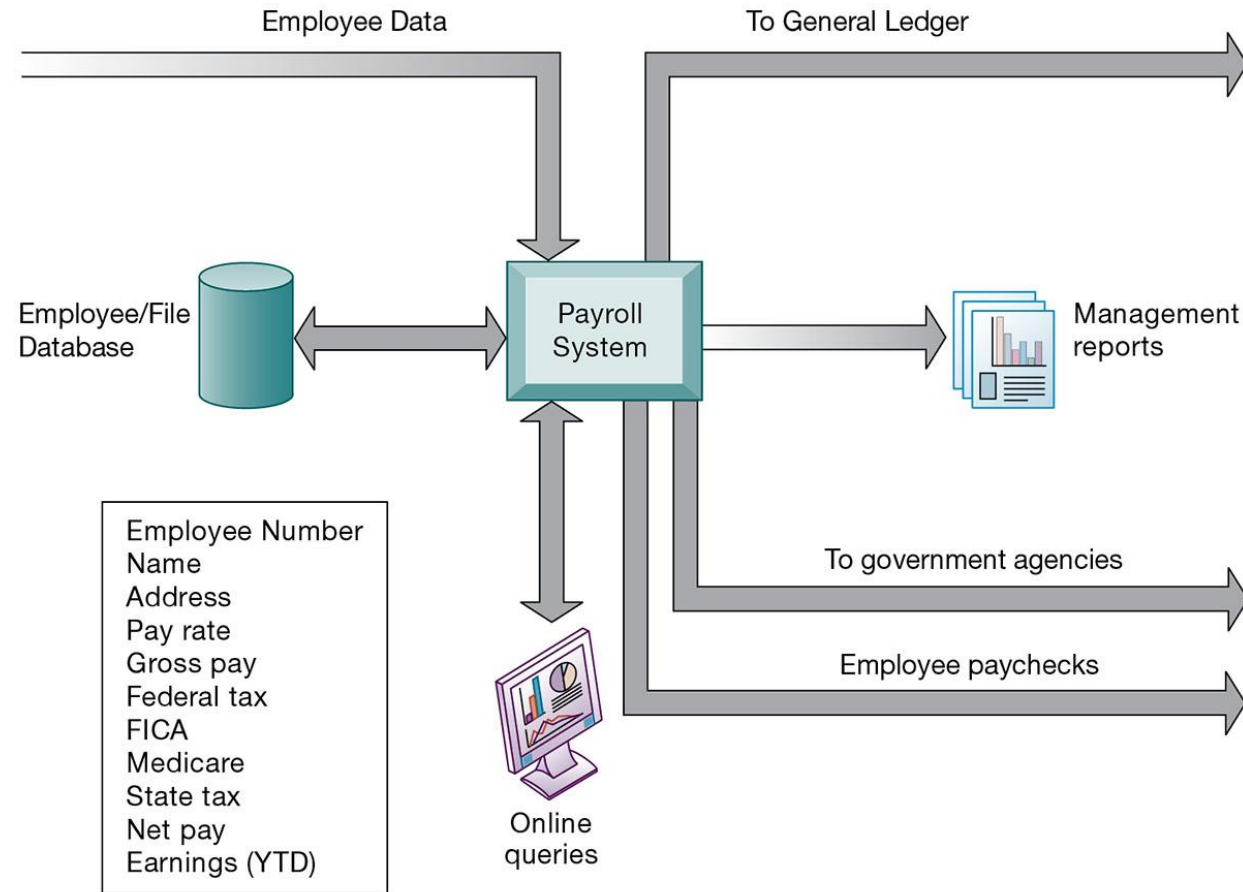 Employee Data
To General Ledger
Employee/File
Database
Payroll
System
Management
reports
Employee Number
Name
Address
Pay rate
Gross pay
Federal tax
FICA
Medicare
State tax
Net pay
Earnings (YTD)
To government agencies
Employee paychecks
Online
queries